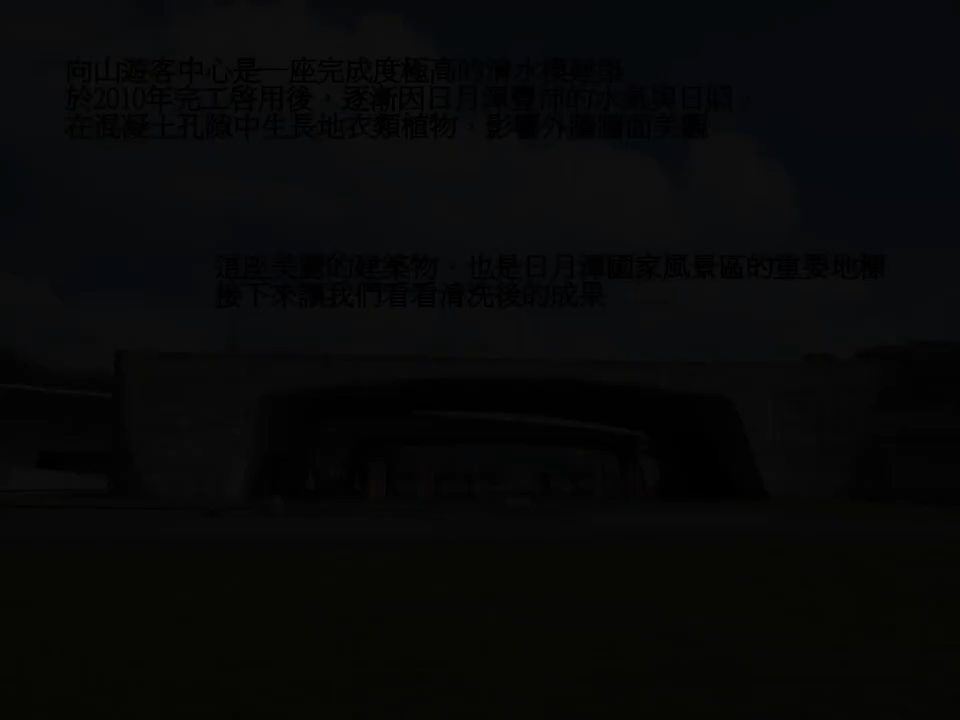 向山遊客中心是一座完成度極高的清水模建築
於2010年完工啓用後，逐漸因日月潭豐沛的水氣與日照，
在混凝土孔隙中生長地衣類植物，影響外牆牆面美觀
這座美麗的建築物，也是日月潭國家風景區的重要地標
接下來讓我們看看清洗後的成果